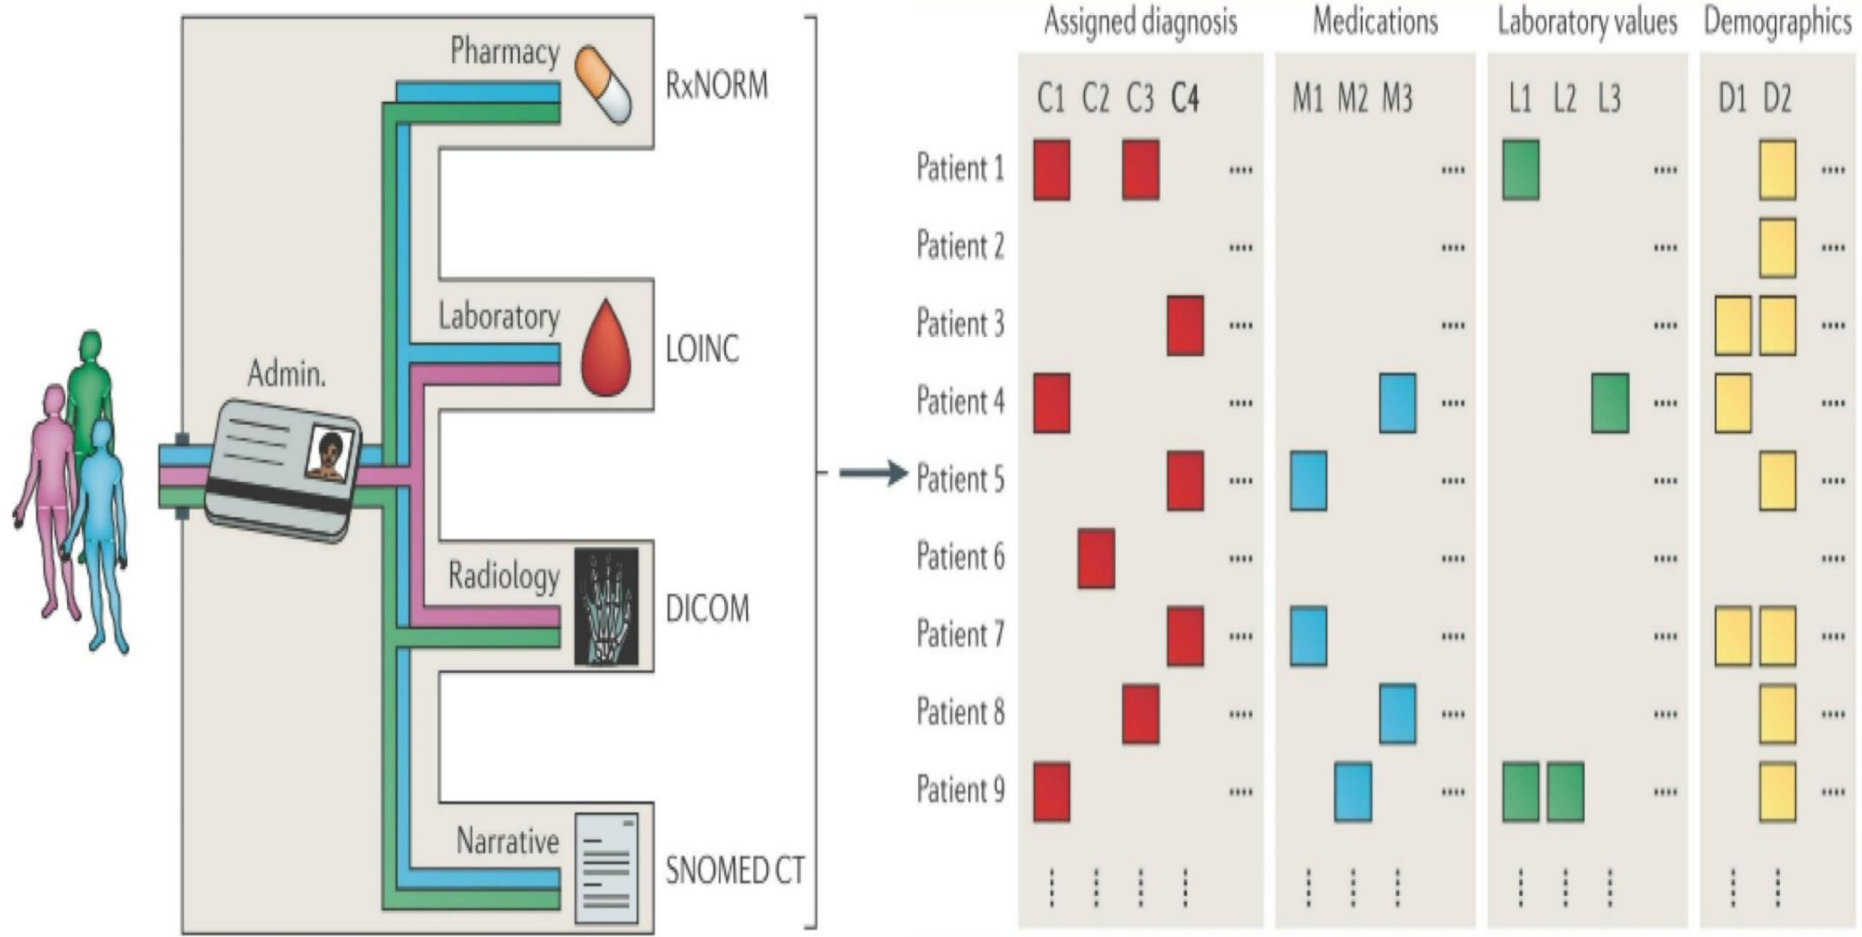 Pharmacy
RxNORM
Laboratory
LOINC
Admin.
Radiology
DICOM
Narrative
SNOMED CT
Assigned diagnosis Medications Laboratory values Demographics
C1 C2 C3 C4 M1 M2 M3 L1 L2 L3 D1 D2
Patient 1 .... .... .... ....
Patient 2 .... .... .... ....
Patient 3 .... .... .... ....
Patient 4 .... .... .... ....
Patient 5 .... .... .... ....
Patient 6 .... .... .... ....
Patient 7 .... .... .... ....
Patient 8 .... .... .... ....
Patient 9 .... .... .... ....